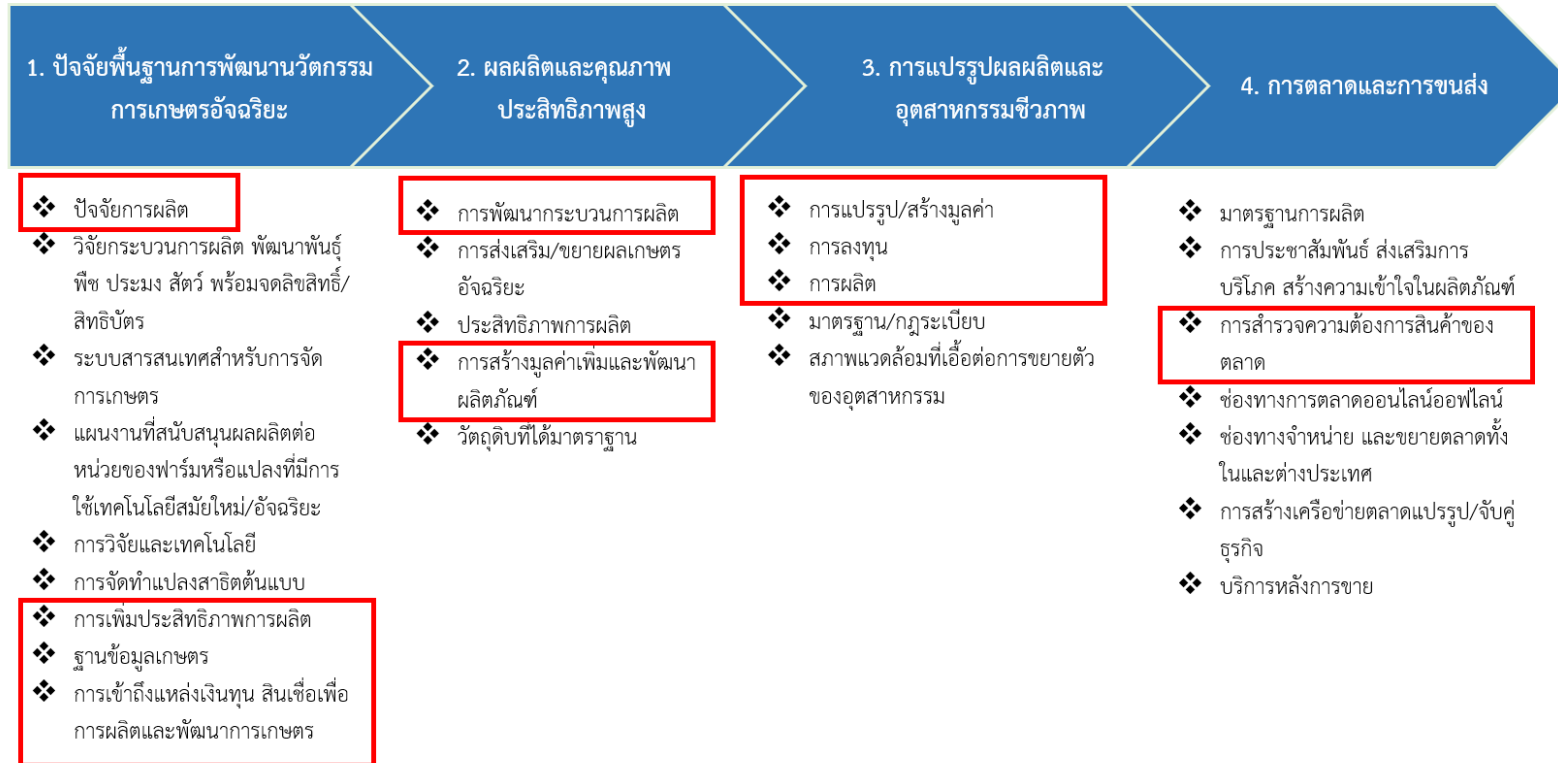 1. ปัจจัยพื้นฐานการพัฒนานวัตกรรม
การเกษตรอัจฉริยะ
2. ผลผลิตและคุณภาพ
ประสิทธิภาพสูง
3. การแปรรูปผลผลิตและ
อุตสาหกรรมชีวภาพ
4. การตลาดและการขนส่ง
❖ ปัจจัยการผลิต
❖ วิจัยกระบวนการผลิต พัฒนาพันธุ์
พืช ประมง สัตว์ พร้อมจดลิขสิทธิ์/
สิทธิบัตร
❖ ระบบสารสนเทศสำหรับการจัด
การเกษตร
❖ แผนงานที่สนับสนุนผลผลิตต่อ
หน่วยของฟาร์มหรือแปลงที่มีการ
ใช้เทคโนโลยีสมัยใหม่/อัจฉริยะ
❖ การวิจัยและเทคโนโลยี
❖ การจัดทำแปลงสาธิตต้นแบบ
❖ การเพิ่มประสิทธิภาพการผลิต
❖ ฐานข้อมูลเกษตร
❖ การเข้าถึงแหล่งเงินทุน สินเชื่อเพื่อ
การผลิตและพัฒนาการเกษตร
❖ การพัฒนากระบวนการผลิต
❖ การส่งเสริม/ขยายผลเกษตร
อัจฉริยะ
❖ ประสิทธิภาพการผลิต
❖ การสร้างมูลค่าเพิ่มและพัฒนา
ผลิตภัณฑ์
❖ วัตถุดิบที่ได้มาตราฐาน
❖ การแปรรูป/สร้างมูลค่า
❖ การลงทุน
❖ การผลิต
❖ มาตรฐาน/กฎระเบียบ
❖ สภาพแวดล้อมที่เอื้อต่อการขยายตัว
ของอุตสาหกรรม
❖ มาตรฐานการผลิต
❖ การประชาสัมพันธ์ ส่งเสริมการ
บริโภค สร้างความเข้าใจในผลิตภัณฑ์
❖ การสำรวจความต้องการสินค้าของ
ตลาด
❖ ช่องทางการตลาดออนไลน์ออฟไลน์
❖ ช่องทางจำหน่าย และขยายตลาดทั้ง
ในและต่างประเทศ
❖ การสร้างเครือข่ายตลาดแปรรูป/จับคู่
ธุรกิจ
❖ บริการหลังการขาย